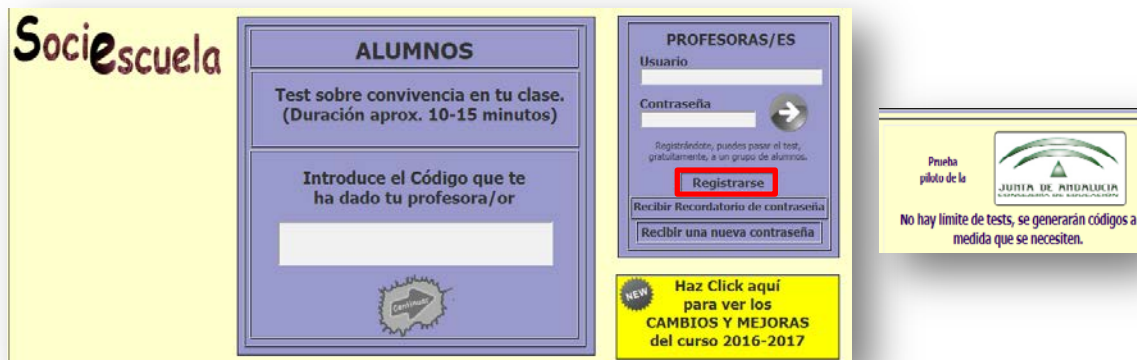 Sociescuela
ALUMNOS
Test sobre convivencia en tu clase.
(Duración aprox. 10-15 minutos)
Introduce el Código que te
ha dado tu profesora/or
Continuar
PROFESORAS/ES
Usuario
Contraseña
Registrándote, puedes pasar el test,
gratuitamente, a un grupo de alumnos.
Registrarse
Recibir Recordatorio de contraseña
Recibir una nueva contraseña
NEW
Haz Click aquí
para ver los
CAMBIOS Y MEJORAS
del curso 2016-2017
Prueba
piloto de la
JUNTA DE ANDALUCIA
CONSEJERÍA DE EDUCACIÓN
No hay límite de tests, se generarán códigos a
medida que se necesiten.